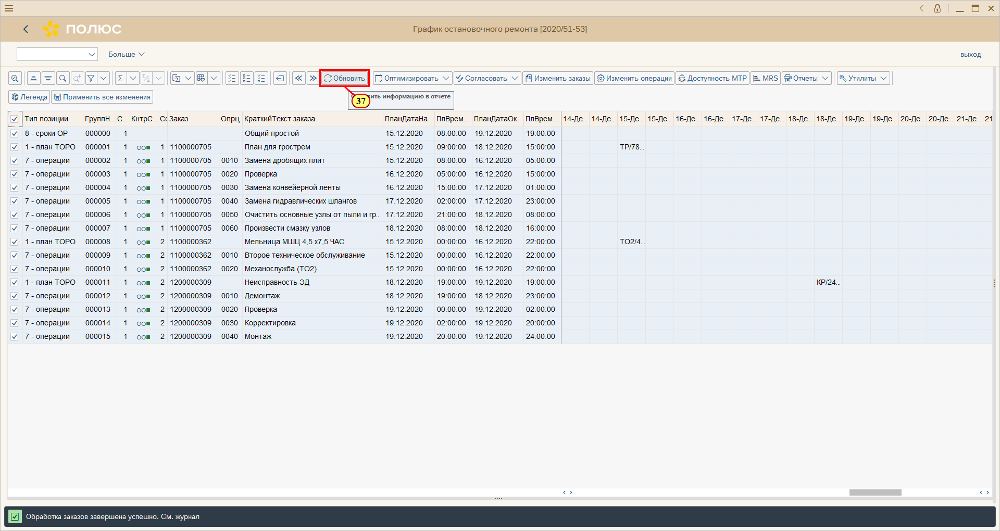 ПОЛЮС
График остановочного ремонта [2020/51-53]
Больше
выход
Обновить Оптимизировать Согласовать Изменить заказы Изменить операции Доступность МТР MRS Отчеты Утилиты
Легенда Применить все изменения
37 информацию в отчете
Тип позиции ГруппН... С... КнтрС... Сс Заказ Опрц КраткийТекст заказа ПланДатаНа ПлВрем... ПланДатаОк ПлВрем... 14-Де... 14-Де... 15-Де... 15-Де... 16-Де... 16-Де... 17-Де... 17-Де... 18-Де... 18-Де... 19-Де... 19-Де... 20-Де... 20-Де... 21-Де... 21
8 - сроки ОР 000000 1 Общий простой 15.12.2020 08:00:00 19.12.2020 19:00:00
1 - план ТОРО 000001 1 1 1100000705 План для грострем 15.12.2020 09:00:00 18.12.2020 15:00:00 ТР/78...
7 - операции 000002 1 1 1100000705 0010 Замена дробящих плит 15.12.2020 08:00:00 16.12.2020 05:00:00
7 - операции 000003 1 1 1100000705 0020 Проверка 16.12.2020 05:00:00 16.12.2020 15:00:00
7 - операции 000004 1 1 1100000705 0030 Замена конвейерной ленты 16.12.2020 15:00:00 17.12.2020 01:00:00
7 - операции 000005 1 1 1100000705 0040 Замена гидравлических шлангов 17.12.2020 02:00:00 17.12.2020 23:00:00
7 - операции 000006 1 1 1100000705 0050 Очистить основные узлы от пыли и гр... 17.12.2020 21:00:00 18.12.2020 08:00:00
7 - операции 000007 1 1 1100000705 0060 Произвести смазку узлов 18.12.2020 08:00:00 18.12.2020 16:00:00
1 - план ТОРО 000008 1 2 1100000362 Мельница МШЦ 4,5 х7,5 ЧАС 15.12.2020 00:00:00 16.12.2020 22:00:00 ТО2/4...
7 - операции 000009 1 2 1100000362 0010 Второе техническое обслуживание 15.12.2020 00:00:00 16.12.2020 22:00:00
7 - операции 000010 1 2 1100000362 0020 Механослужба (ТО2) 15.12.2020 00:00:00 16.12.2020 22:00:00
1 - план ТОРО 000011 1 2 1200000309 Неисправность ЭД 18.12.2020 19:00:00 19.12.2020 19:00:00 КР/24...
7 - операции 000012 1 2 1200000309 0010 Демонтаж 18.12.2020 19:00:00 18.12.2020 23:00:00
7 - операции 000013 1 2 1200000309 0020 Проверка 19.12.2020 00:00:00 19.12.2020 02:00:00
7 - операции 000014 1 2 1200000309 0030 Корректировка 19.12.2020 02:00:00 19.12.2020 20:00:00
7 - операции 000015 1 2 1200000309 0040 Монтаж 19.12.2020 20:00:00 19.12.2020 24:00:00
Обработка заказов завершена успешно. См. журнал